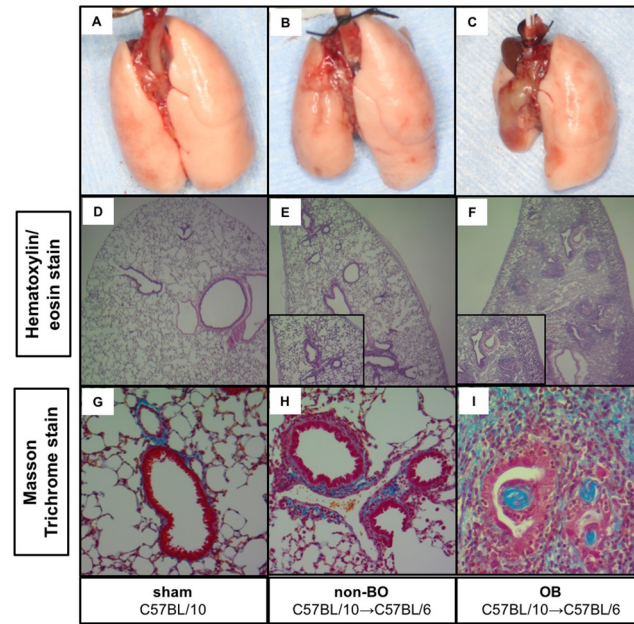 A
B
C
Hematoxylin/
eosin stain
D
E
F
Masson
Trichrome stain
G
H
I
sham
C57BL/10
non-BO
C57BL/10→C57BL/6
OB
C57BL/10→C57BL/6